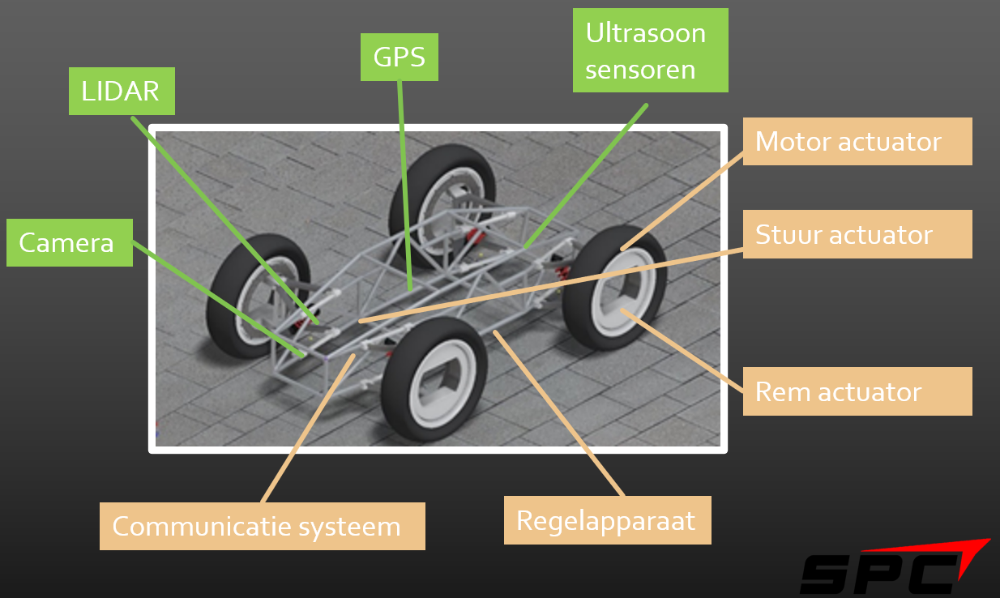 GPS
Ultrasoon
sensoren
LIDAR
Motor actuator
Camera
Stuur actuator
Rem actuator
Communicatie systeem
Regelapparaat
SPC